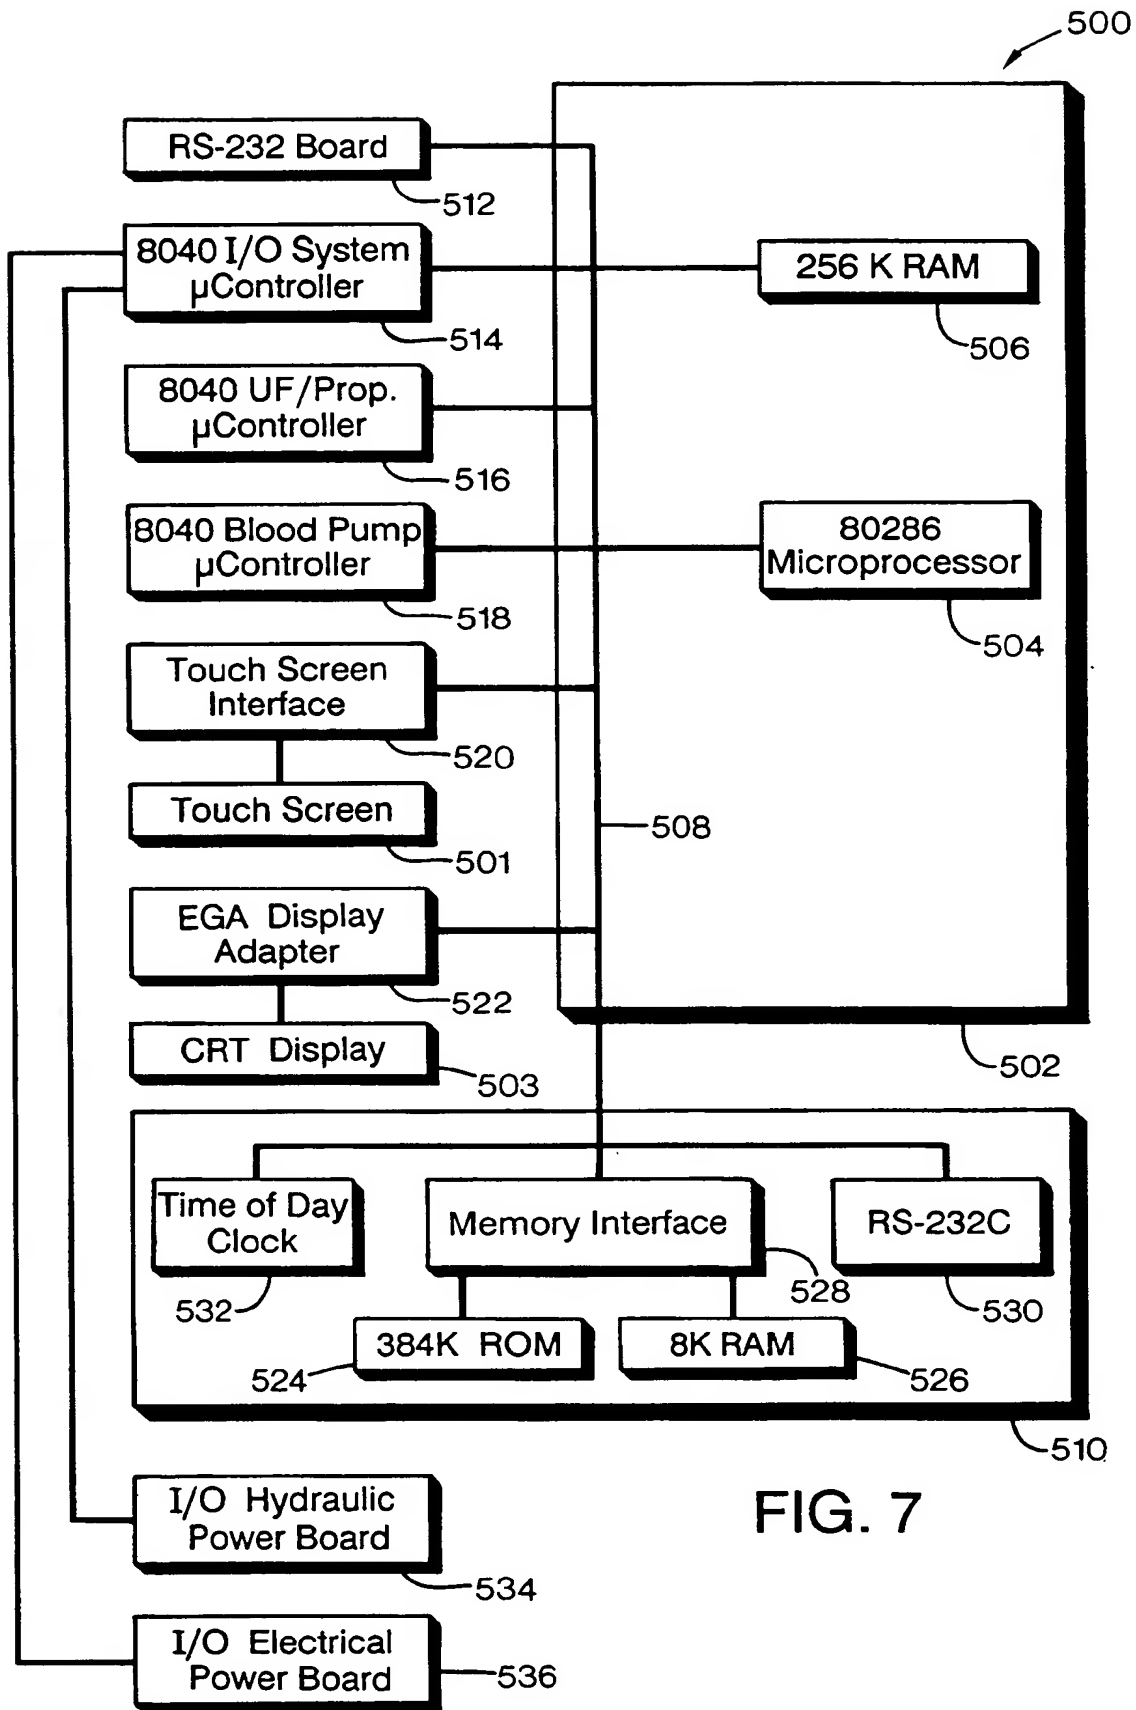 500
RS-232 Board
512
8040 I/O System
µController
514
256 K RAM
506
8040 UF/Prop.
µController
516
8040 Blood Pump
µController
518
80286
Microprocessor
504
Touch Screen
Interface
520
Touch Screen
501
508
EGA Display
Adapter
522
CRT Display
503
502
Time of Day
Clock
532
Memory Interface
528
RS-232C
530
384K ROM
524
8K RAM
526
510
I/O Hydraulic
Power Board
534
FIG. 7
I/O Electrical
Power Board
536